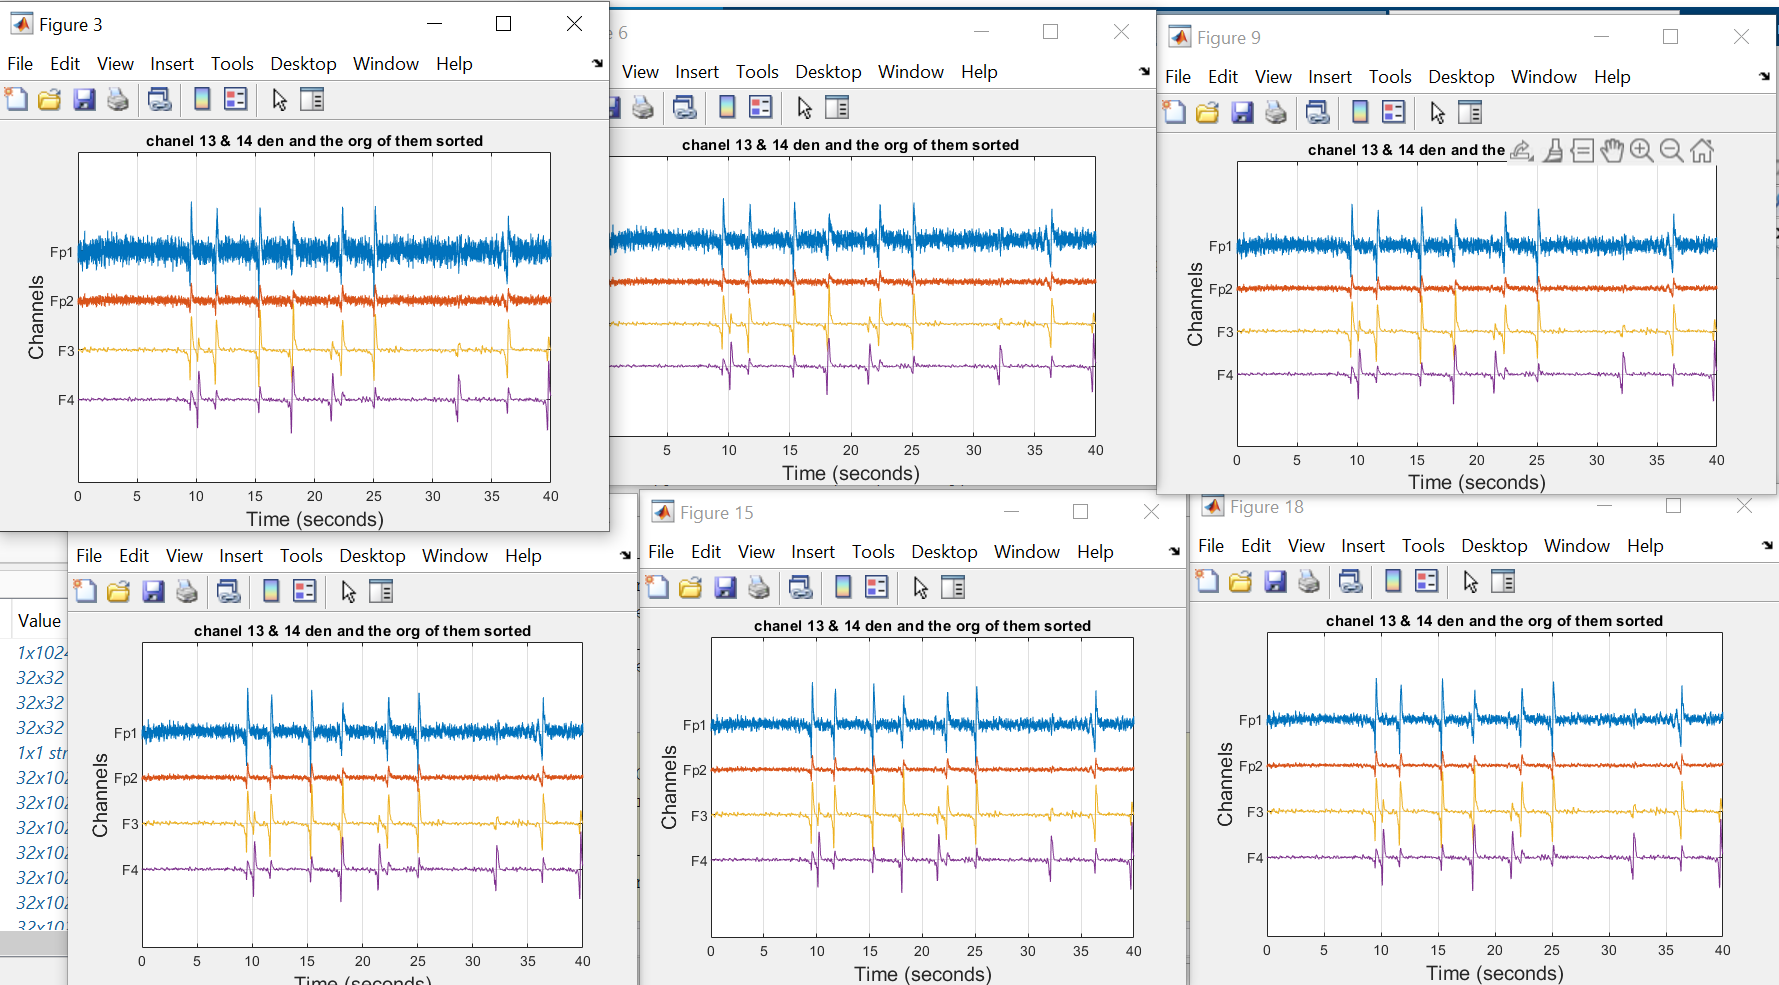 Figure 3
File Edit View Insert Tools Desktop Window Help
chanel 13 & 14 den and the org of them sorted
Fp1
Fp2
F3
F4
Channels
0 5 10 15 20 25 30 35 40
Time (seconds)
6
View Insert Tools Desktop Window Help
chanel 13 & 14 den and the org of them sorted
5 10 15 20 25 30 35 40
Time (seconds)
Figure 9
File Edit View Insert Tools Desktop Window Help
chanel 13 & 14 den and the
Fp1
Fp2
F3
F4
Channels
0 5 10 15 20 25 30 35 40
Time (seconds)
Value
1x1024
32x32
32x32
32x32
1x1 str
32x102
32x102
32x102
32x102
32x102
32x102
32x102
File Edit View Insert Tools Desktop Window Help
chanel 13 & 14 den and the org of them sorted
Fp1
Fp2
F3
F4
Channels
0 5 10 15 20 25 30 35 40
Time (seconds)
Figure 15
File Edit View Insert Tools Desktop Window Help
chanel 13 & 14 den and the org of them sorted
Fp1
Fp2
F3
F4
Channels
0 5 10 15 20 25 30 35 40
Time (seconds)
Figure 18
File Edit View Insert Tools Desktop Window Help
chanel 13 & 14 den and the org of them sorted
Fp1
Fp2
F3
F4
Channels
0 5 10 15 20 25 30 35 40
Time (seconds)